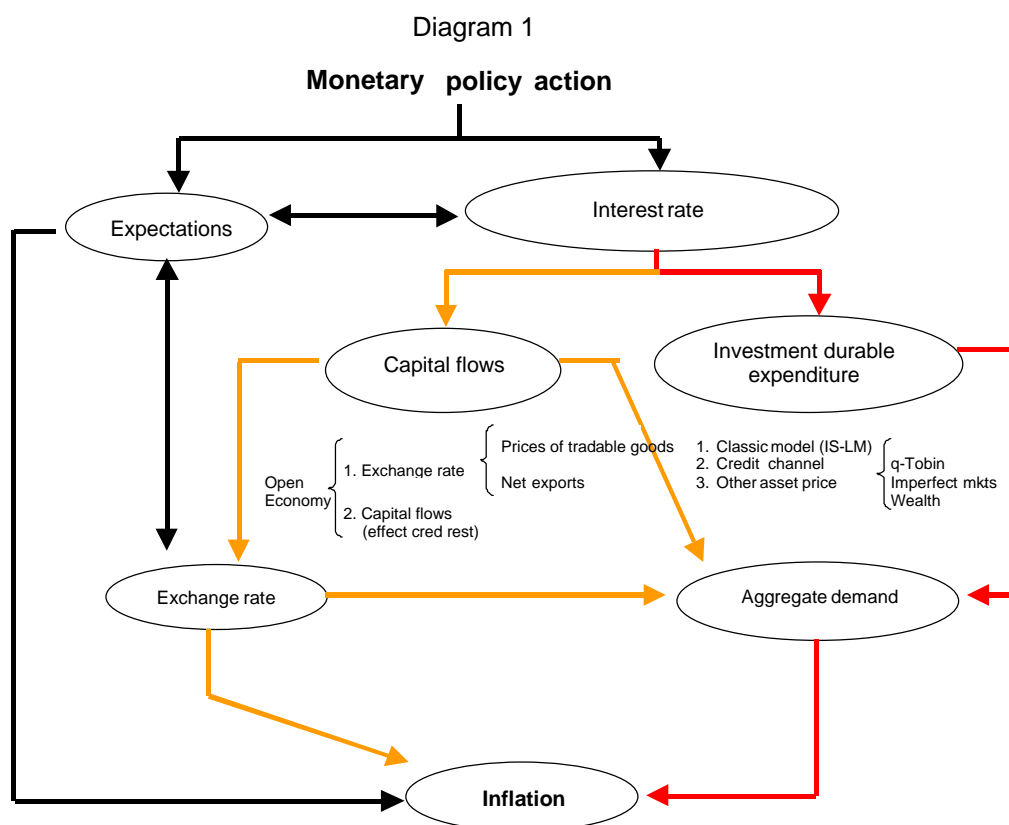 Diagram 1
Monetary policy action
Expectations
Interest rate
Capital flows
Investment durable
expenditure
Open
Economy
1. Exchange rate
Prices of tradable goods
Net exports
2. Capital flows
(effect cred rest)
1. Classic model (IS-LM)
2. Credit channel
3. Other asset price
q-Tobin
Imperfect mkts
Wealth
Exchange rate
Aggregate demand
Inflation